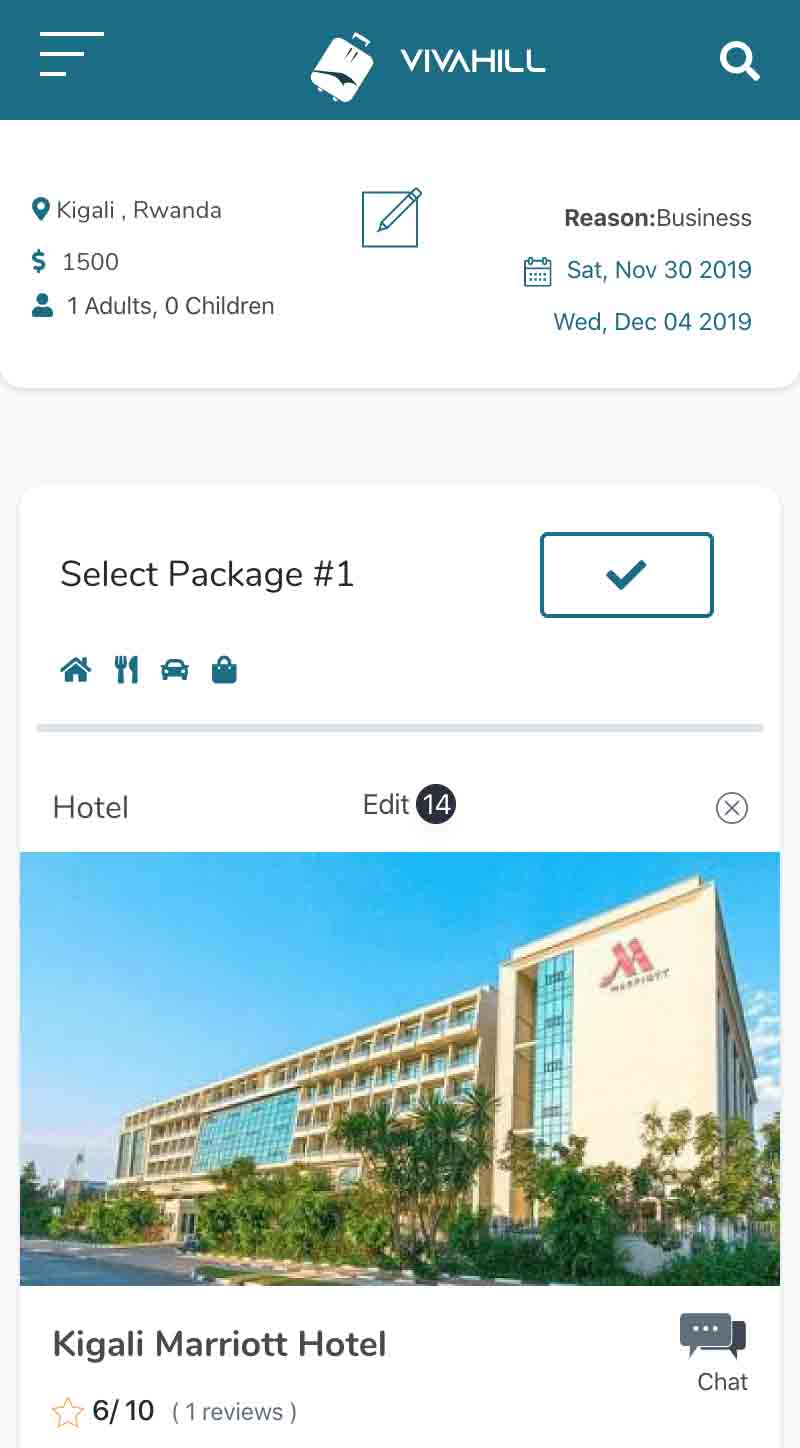 VIVAHILL
Kigali , Rwanda
$ 1500
1 Adults, 0 Children
Reason:Business
Sat, Nov 30 2019
Wed, Dec 04 2019
Select Package #1
Hotel
Edit 14
MARRIOTT
Kigali Marriott Hotel
Chat
6/ 10 ( 1 reviews )